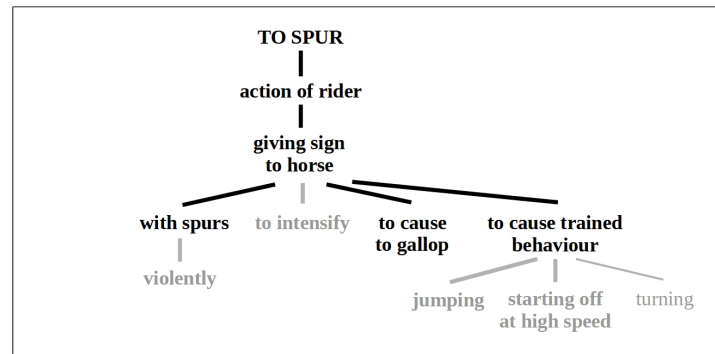 TO SPUR
action of rider
giving sign
to horse
with spurs
to intensify
to cause
to gallop
to cause trained
behaviour
violently
jumping
starting off
at high speed
turning